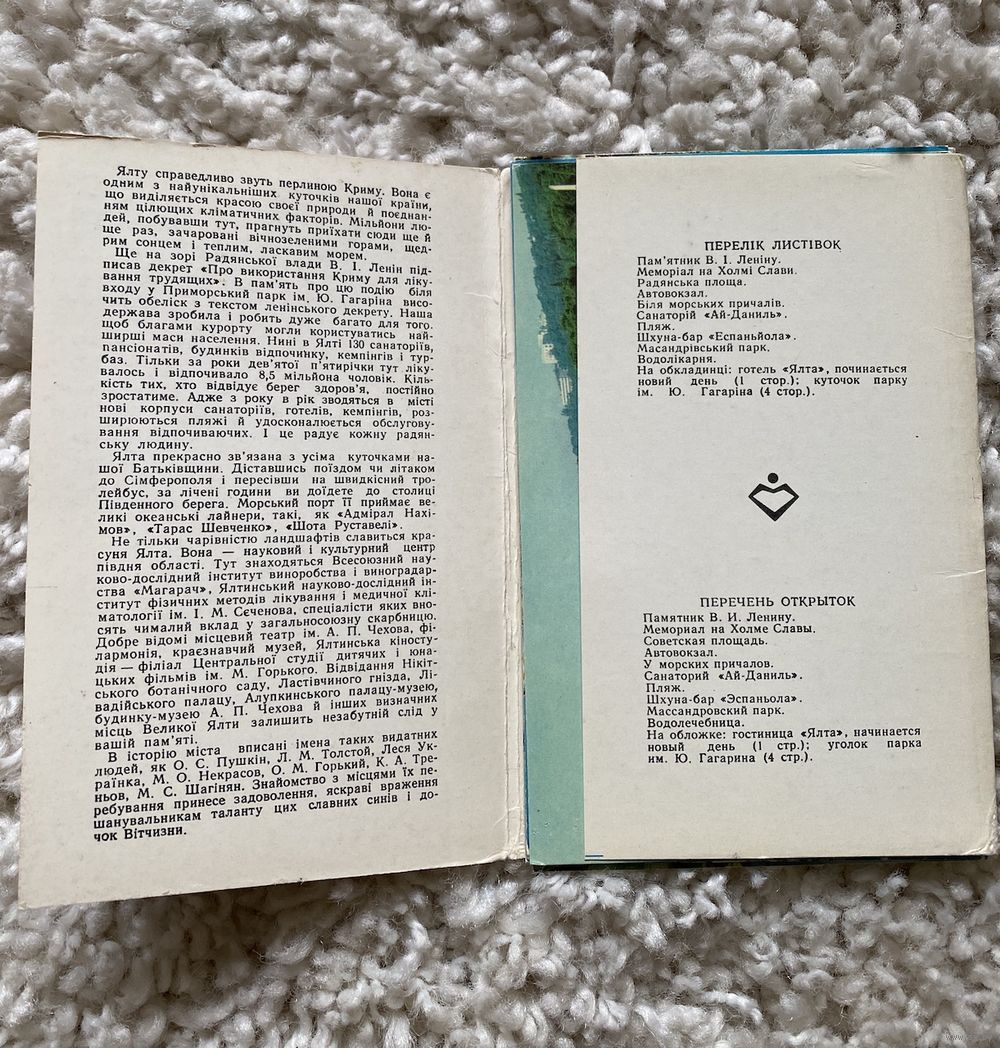 Ялту справедливо звуть перлиною Криму. Вона є
одним з найунікальніших куточків нашої країни,
що виділяється красою своєї природи й поєднан-
ням цілющих кліматичних факторів. Мільйони лю-
дей, побувавши тут, прагнуть приїхати сюди ще й
ще раз, зачаровані вічнозеленими горами, щед-
рим сонцем і теплим, ласкавим морем.
Ще на зорі Радянської влади В. І. Ленін під-
писав декрет «Про використання Криму для ліку-
вання трудящих». В пам'ять про цю подію біля
входу у Приморський парк ім. Ю. Гагаріна висо-
чить обеліск з текстом ленінського декрету. Наша
держава зробила і робить дуже багато для того,
щоб благами курорту могли користуватись най-
ширші маси населення. Нині в Ялті 130 санаторіїв,
пансіонатів, будинків відпочинку, кемпінгів і тур-
баз. Тільки за роки дев'ятої п'ятирічки тут ліку-
валось і відпочивало 8,5 мільйона чоловік. Кіль-
кість тих, хто відвідує берег здоров'я, постійно
зростатиме. Адже з року в рік зводяться в місті
нові корпуси санаторіїв, готелів, кемпінгів, роз-
ширюються пляжі й удосконалюється обслугову-
вання відпочиваючих. І це радує кожну радян-
ську людину.
Ялта прекрасно зв'язана з усіма куточками на-
шої Батьківщини. Діставшись поїздом чи літаком
до Сімферополя і пересівши на швидкісний тро-
лейбус, за лічені години ви доїдете до столиці
Південного берега. Морський порт її приймає ве-
ликі океанські лайнери, такі, як «Адмірал Нахі-
мов», «Тарас Шевченко», «Шота Руставелі».
Не тільки чарівністю ландшафтів славиться кра-
суня Ялта. Вона — науковий і культурний центр
півдня області. Тут знаходяться Всесоюзний нау-
ково-дослідний інститут виноробства і виноградар-
ства «Магарач», Ялтинський науково-дослідний ін-
ститут фізичних методів лікування і медичної клі-
матології ім. І. М. Сєченова, спеціалісти яких вно-
сять чималий вклад у загальносоюзну скарбницю.
Добре відомі місцевий театр ім. А. П. Чехова, фі-
лармонія, краєзнавчий музей, Ялтинська кіносту-
дія — філіал Центральної студії дитячих і юна-
цьких фільмів ім. М. Горького. Відвідання Нікіт-
ського ботанічного саду, Ластівчиного гнізда, Лі-
вадійського палацу, Алупкинського палацу-музею,
будинку-музею А. П. Чехова й інших визначних
місць Великої Ялти залишить незабутній слід у
вашій пам'яті.
В історію міста вписані імена таких видатних
людей, як О. С. Пушкін, Л. М. Толстой, Леся Ук-
раїнка, М. О. Некрасов, О. М. Горький, К. А. Тре-
ньов, М. С. Шагінян. Знайомство з місцями їх пе-
ребування принесе задоволення, яскраві враження
шанувальникам таланту цих славних синів і до-
чок Вітчизни.
ПЕРЕЛІК ЛИСТІВОК
Пам'ятник В. І. Леніну.
Меморіал на Холмі Слави.
Радянська площа.
Автовокзал.
Біля морських причалів.
Санаторій «Ай-Даниль».
Пляж.
Шхуна-бар «Еспаньйола».
Масандрівський парк.
Водолікарня.
На обкладинці: готель «Ялта», починається
новий день (1 стор.); куточок парку
ім. Ю. Гагаріна (4 стор.).
ПЕРЕЧЕНЬ ОТКРЫТОК
Памятник В. И. Ленину.
Мемориал на Холме Славы.
Советская площадь.
Автовокзал.
У морских причалов.
Санаторий «Ай-Даниль».
Пляж.
Шхуна-бар «Эспаньола».
Массандровский парк.
Водолечебница.
На обложке: гостиница «Ялта», начинается
новый день (1 стр.); уголок парка
им. Ю. Гагарина (4 стр.).